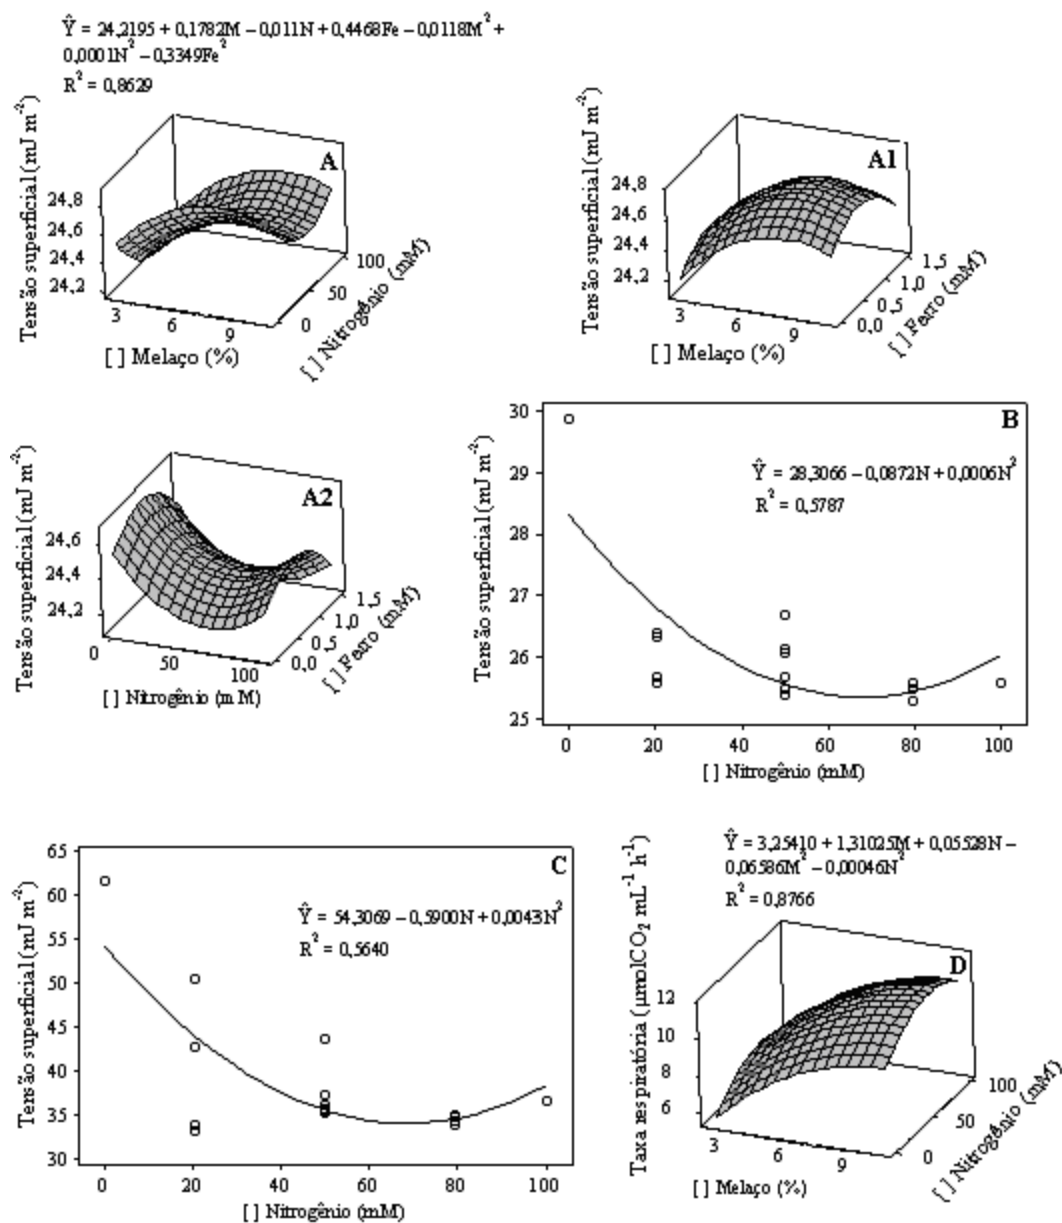 Ŷ = 24,2195 + 0,1782M – 0,011N + 0,4468Fe – 0,0118M² +
0,0001N² – 0,3349Fe²
R² = 0,8629
A
Tensão superficial (mJ m⁻²)
24,8
24,6
24,4
24,2
3
6
9
0
50
100
[ ] Melaço (%)
[ ] Nitrogênio (mM)
A1
Tensão superficial (mJ m⁻²)
24,8
24,6
24,4
24,2
3
6
9
0,0
0,5
1,0
1,5
[ ] Melaço (%)
[ ] Ferro (mM)
A2
Tensão superficial (mJ m⁻²)
24,6
24,4
24,2
0
50
100
0,0
0,5
1,0
1,5
[ ] Nitrogênio (mM)
[ ] Ferro (mM)
B
Ŷ = 28,3066 – 0,0872N + 0,0006N²
R² = 0,5787
Tensão superficial (mJ m⁻²)
30
29
28
27
26
25
0 20 40 60 80 100
[ ] Nitrogênio (mM)
C
Ŷ = 54,3069 – 0,5900N + 0,0043N²
R² = 0,5640
Tensão superficial (mJ m⁻²)
65
60
55
50
45
40
35
30
0 20 40 60 80 100
[ ] Nitrogênio (mM)
Ŷ = 3,25410 + 1,31025M + 0,05528N –
0,06586M² – 0,00046N²
R² = 0,8766
D
Taxa respiratória (µmolCO₂ mL⁻¹ h⁻¹)
12
10
8
6
3
6
9
0
50
100
[ ] Melaço (%)
[ ] Nitrogênio (mM)